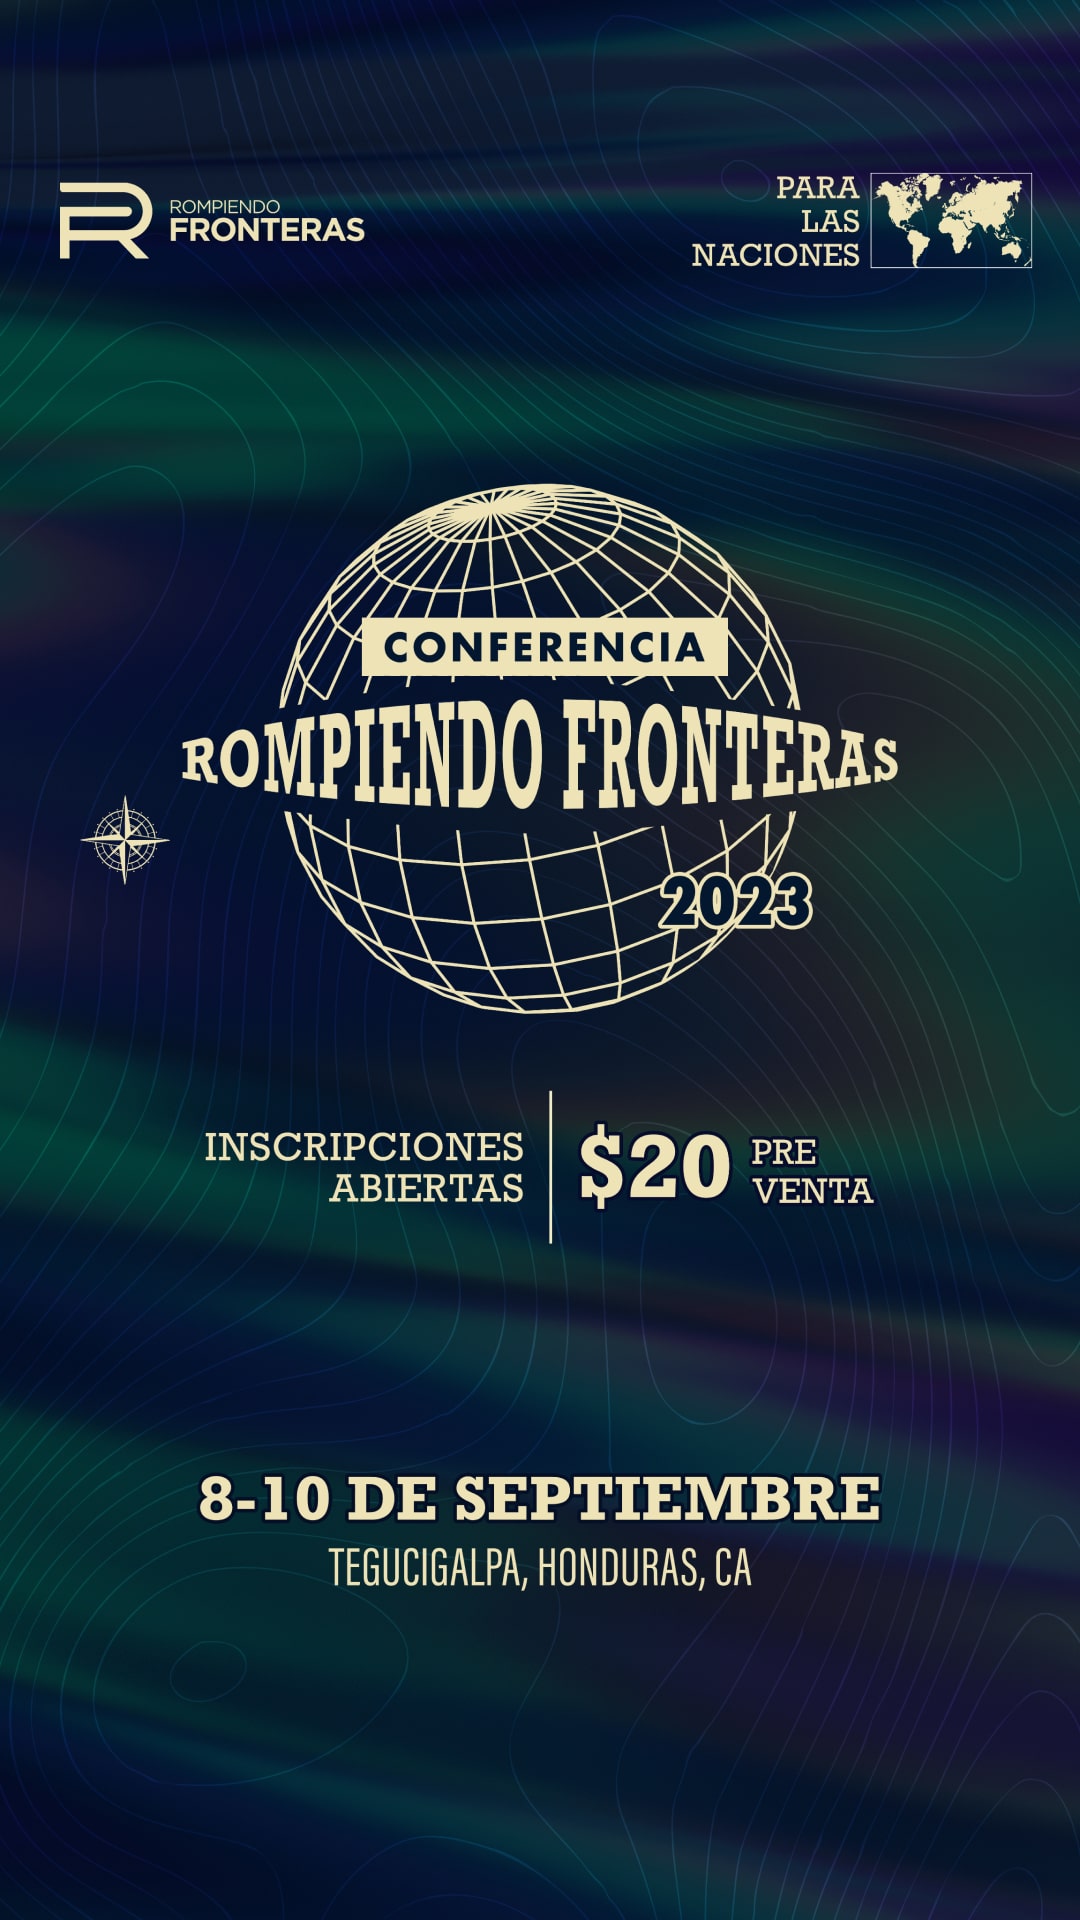 ROMPIENDO
FRONTERAS
PARA
LAS
NACIONES
CONFERENCIA
ROMPIENDO FRONTERAS
2023
INSCRIPCIONES
ABIERTAS
$20 PRE
VENTA
8-10 DE SEPTIEMBRE
TEGUCIGALPA, HONDURAS, CA